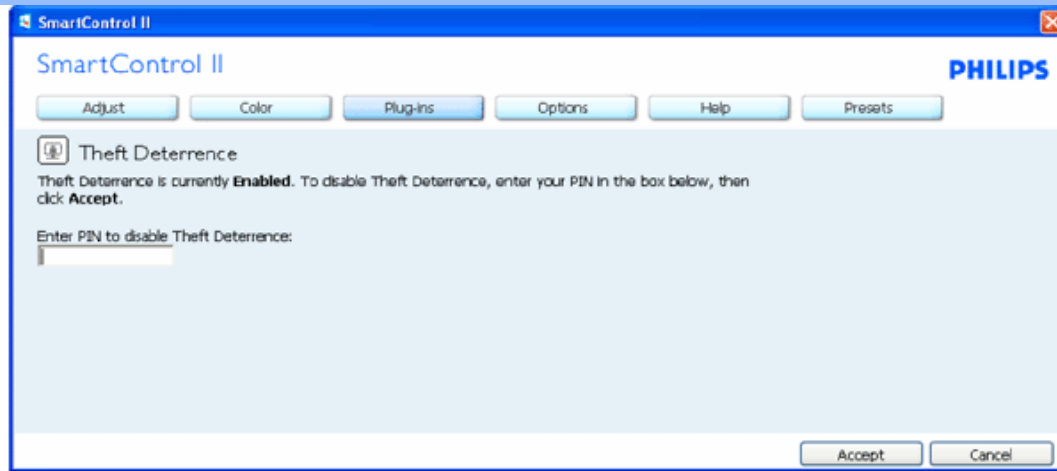 SmartControl II
SmartControl II
PHILIPS
Adjust Color Plug-ins Options Help Presets
Theft Deterrence
Theft Deterrence is currently Enabled. To disable Theft Deterrence, enter your PIN in the box below, then
click Accept.
Enter PIN to disable Theft Deterrence:
Accept Cancel